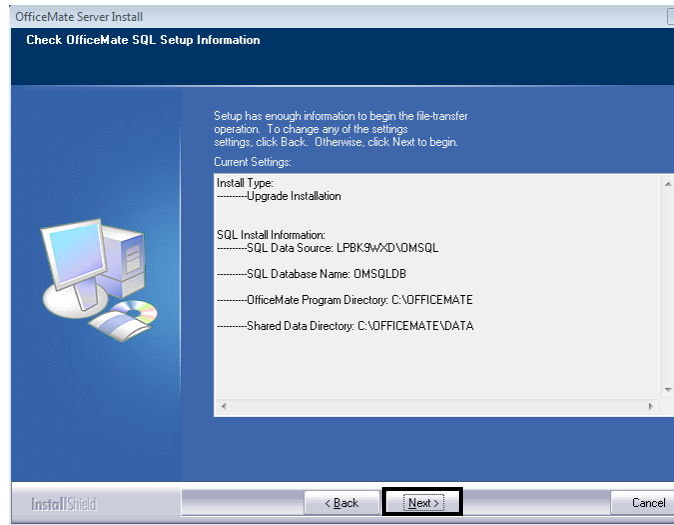 OfficeMate Server Install
Check OfficeMate SQL Setup Information
Setup has enough information to begin the file-transfer
operation. To change any of the settings
settings, click Back. Otherwise, click Next to begin.
Current Settings:
Install Type:
---------Upgrade Installation
SQL Install Information:
---------SQL Data Source: LPBK9WXD\OMSQL
---------SQL Database Name: OMSQLDB
---------OfficeMate Program Directory: C:\OFFICEMATE
---------Shared Data Directory: C:\OFFICEMATE\DATA
InstallShield
< Back
Next >
Cancel